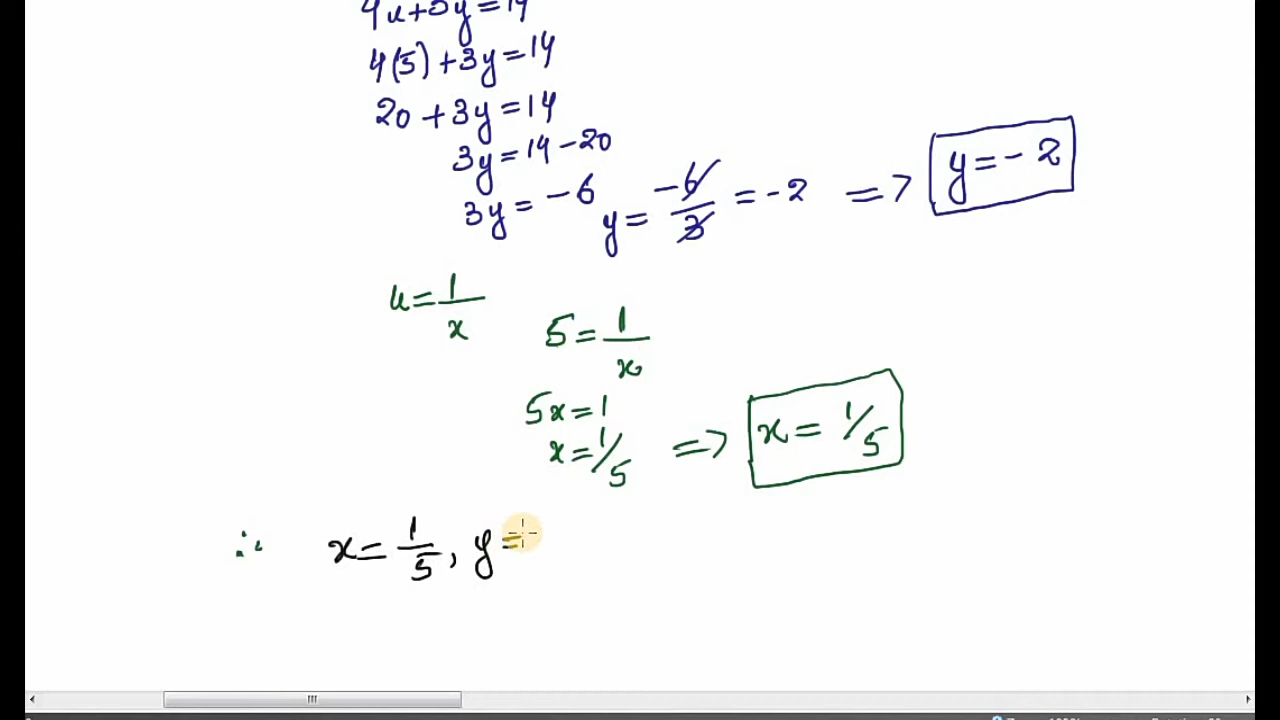 4u+3y=14
4(5)+3y=14
20+3y=14
3y=14-20
3y=-6 y=-6/3=-2 => y=-2
u=1/x 5=1/x
5x=1
x=1/5 => x=1/5
∴ x=1/5, y=